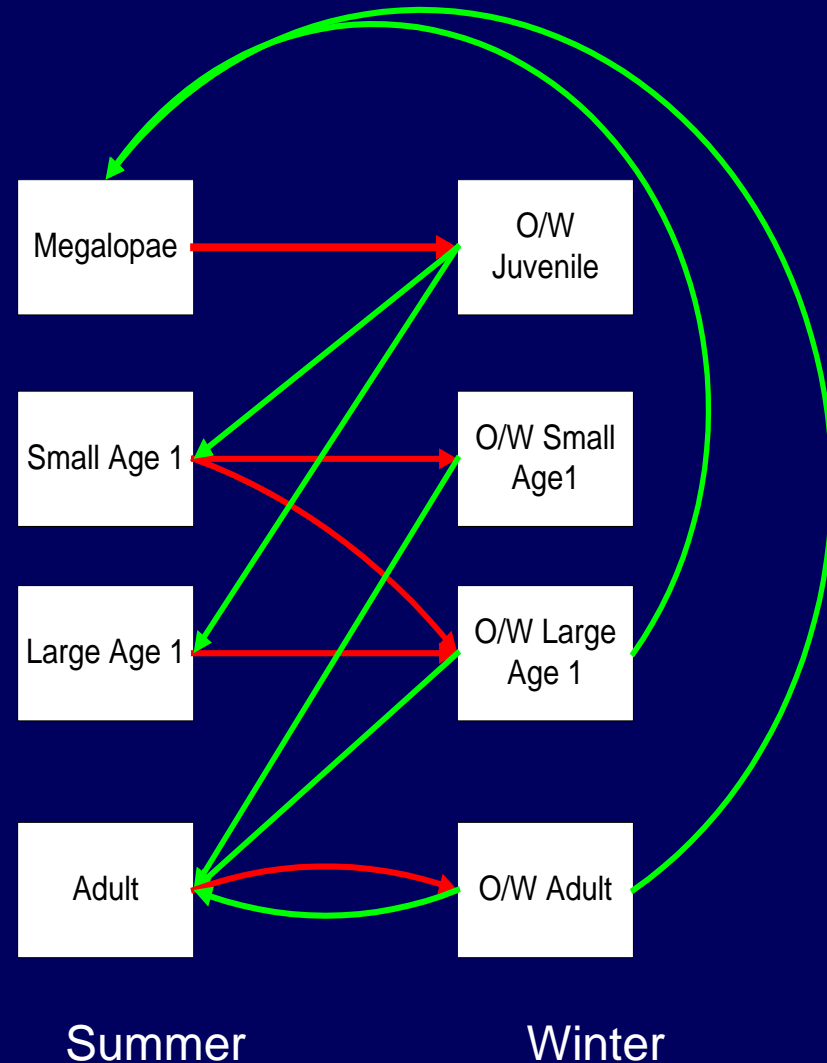 Megalopae
O/W
Juvenile
Small Age 1
O/W Small
Age1
Large Age 1
O/W Large
Age 1
Adult
O/W Adult
Summer
Winter